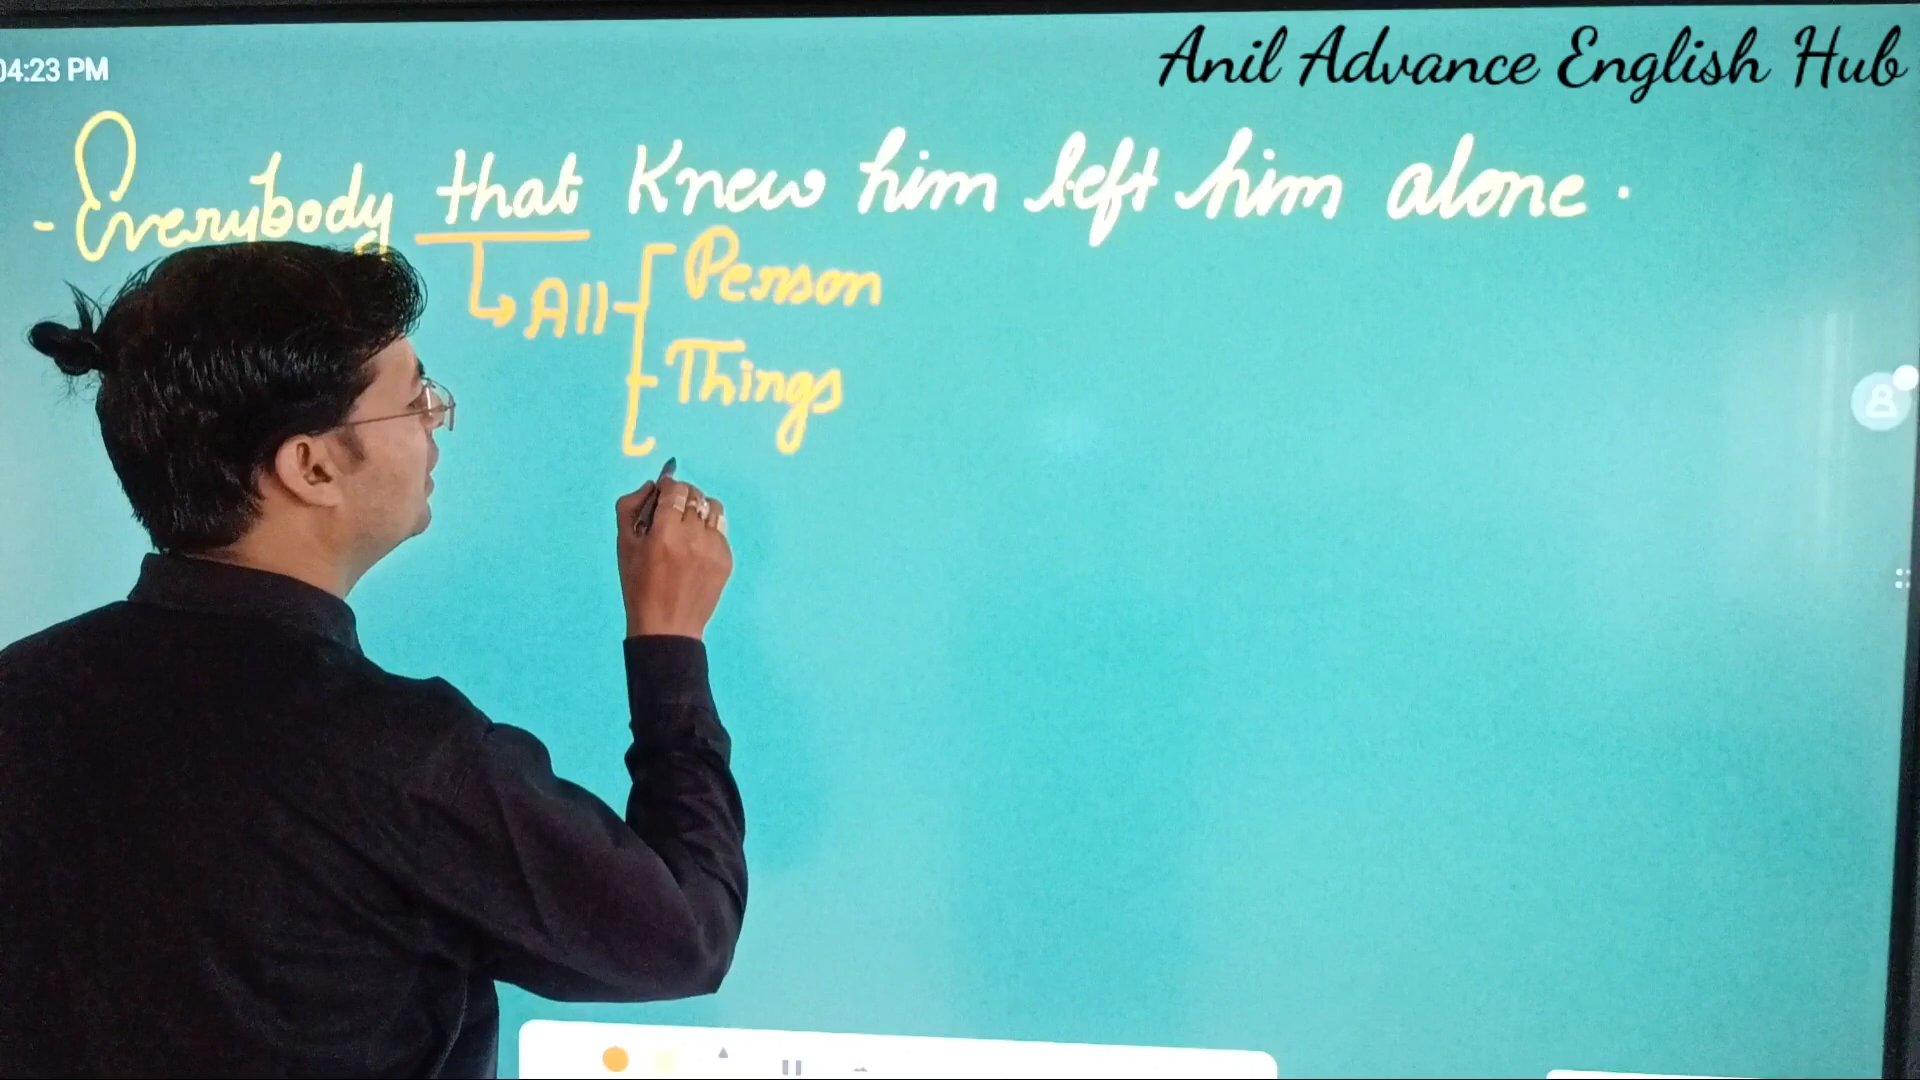 Anil Advance English Hub
04:23 PM
- Everybody that Knew him left him alone.
All Person
Things